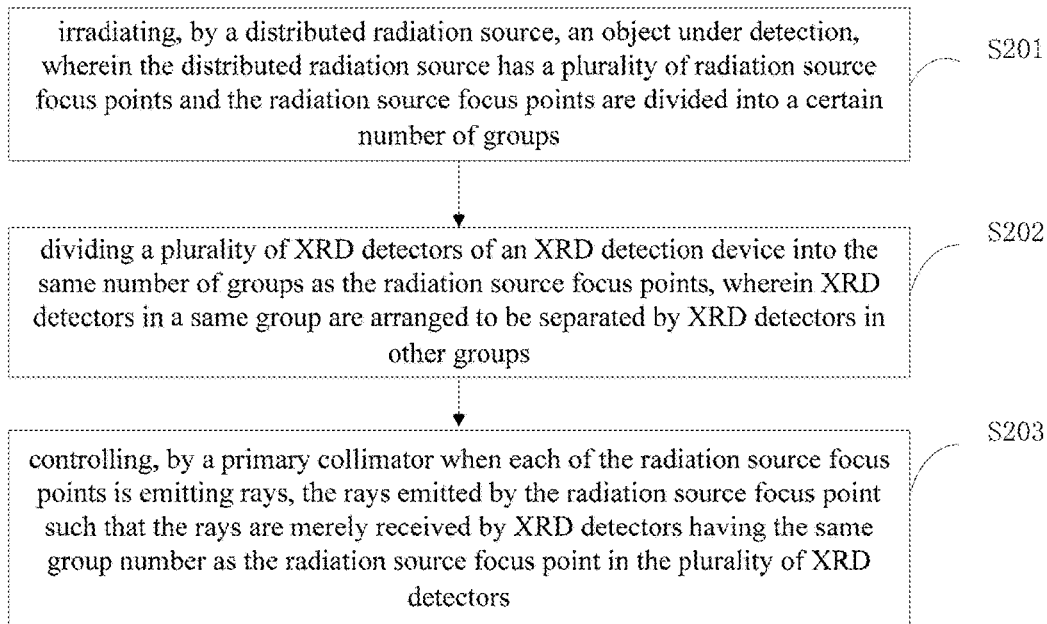 irradiating, by a distributed radiation source, an object under detection,
wherein the distributed radiation source has a plurality of radiation source
focus points and the radiation source focus points are divided into a certain
number of groups
S201
dividing a plurality of XRD detectors of an XRD detection device into the
same number of groups as the radiation source focus points, wherein XRD
detectors in a same group are arranged to be separated by XRD detectors in
other groups
S202
controlling, by a primary collimator when each of the radiation source focus
points is emitting rays, the rays emitted by the radiation source focus point
such that the rays are merely received by XRD detectors having the same
group number as the radiation source focus point in the plurality of XRD
detectors
S203